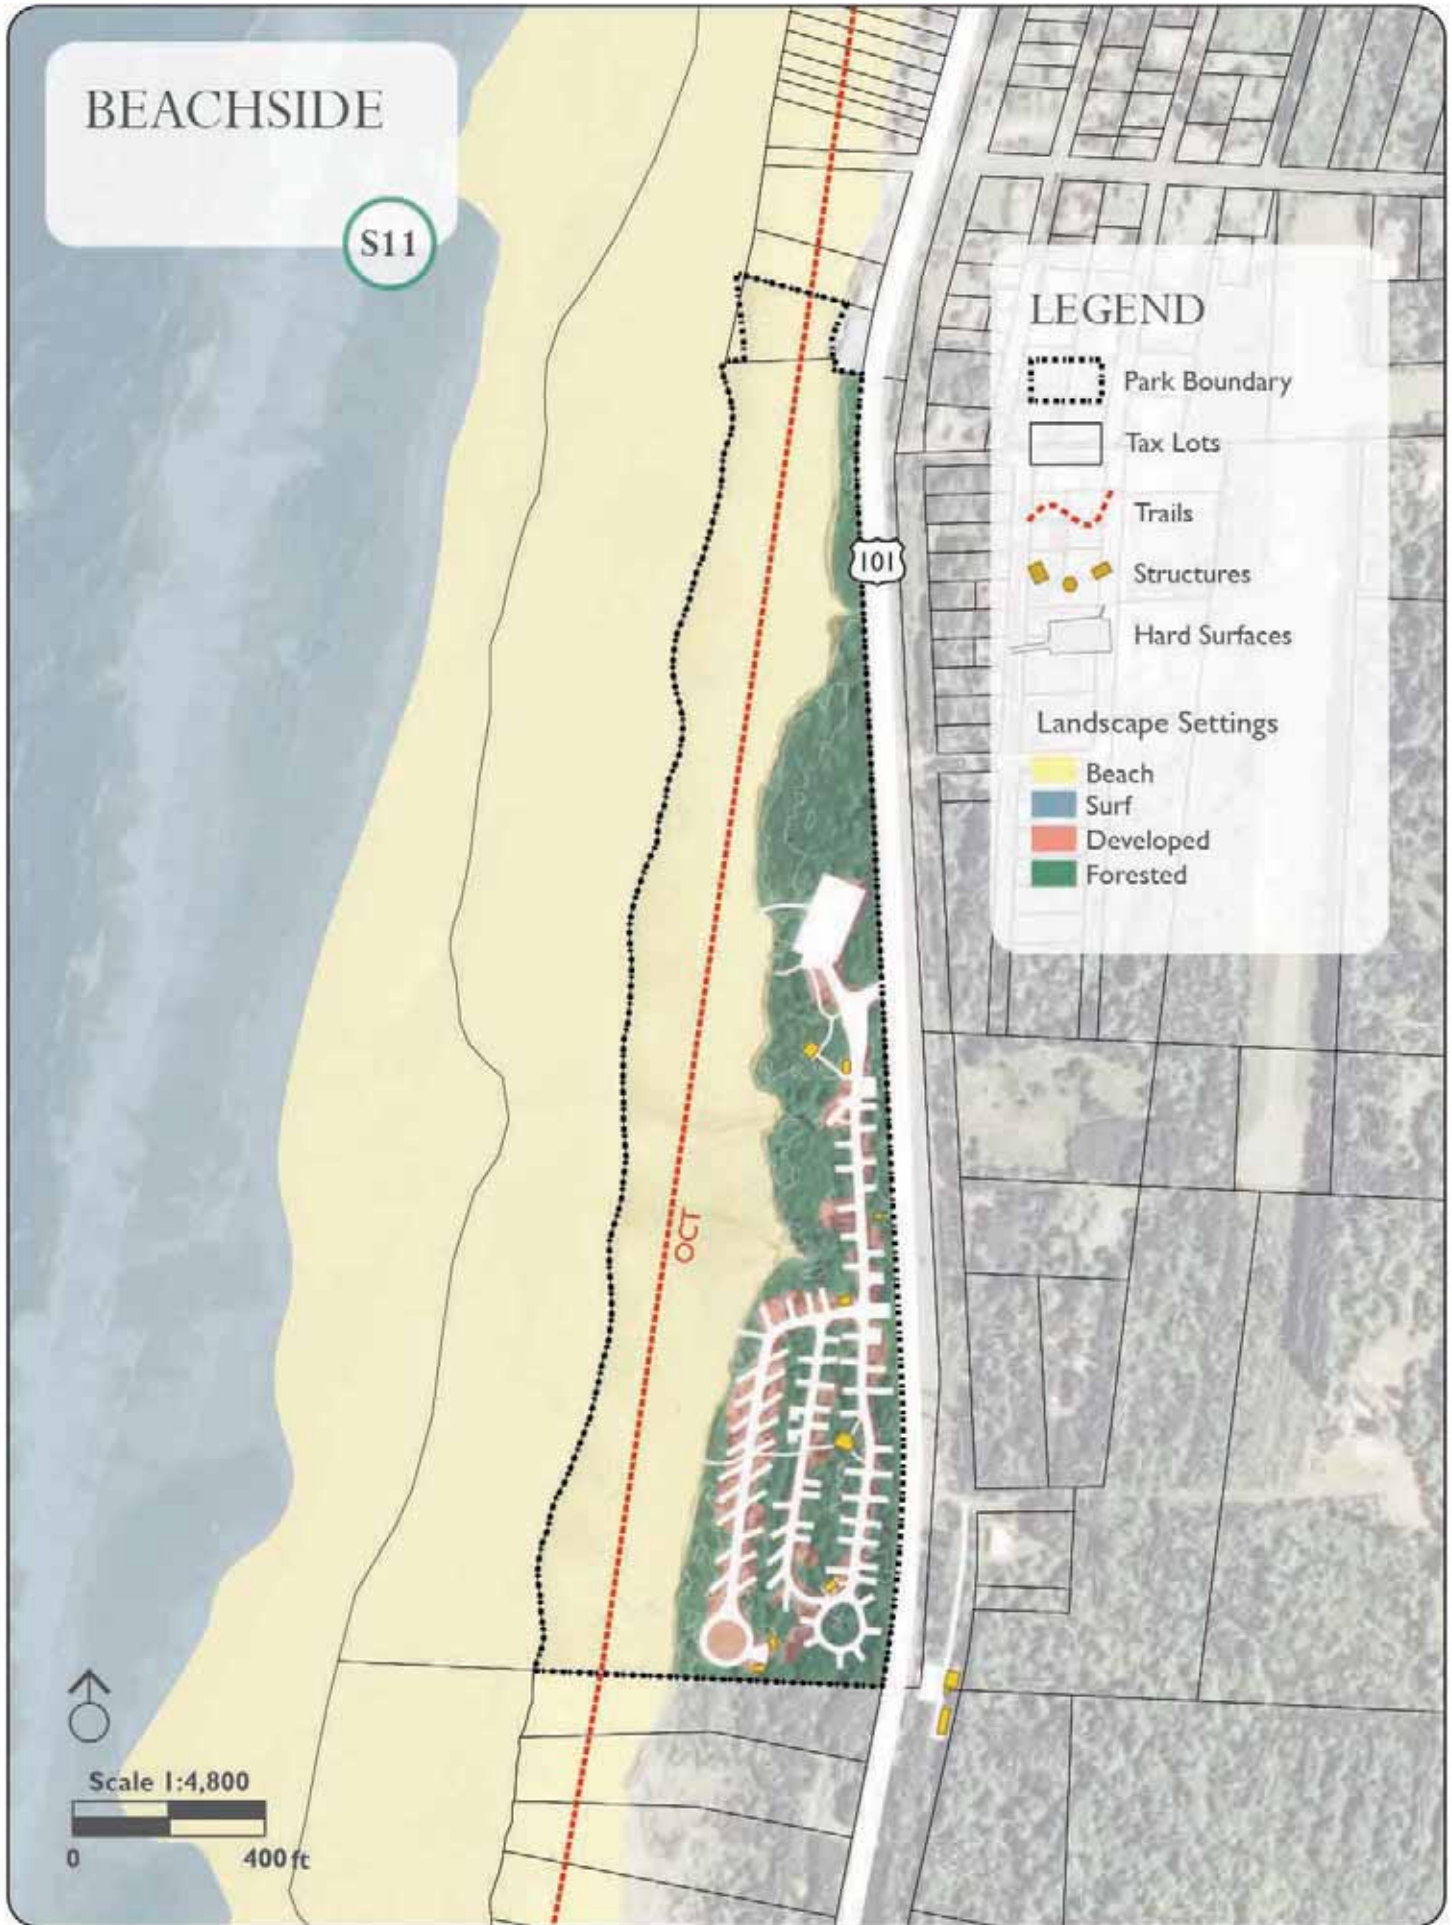 BEACHSIDE
S11
LEGEND
Park Boundary
Tax Lots
Trails
Structures
Hard Surfaces
Landscape Settings
Beach
Surf
Developed
Forested
101
OCT
Scale 1:4,800
0 400 ft